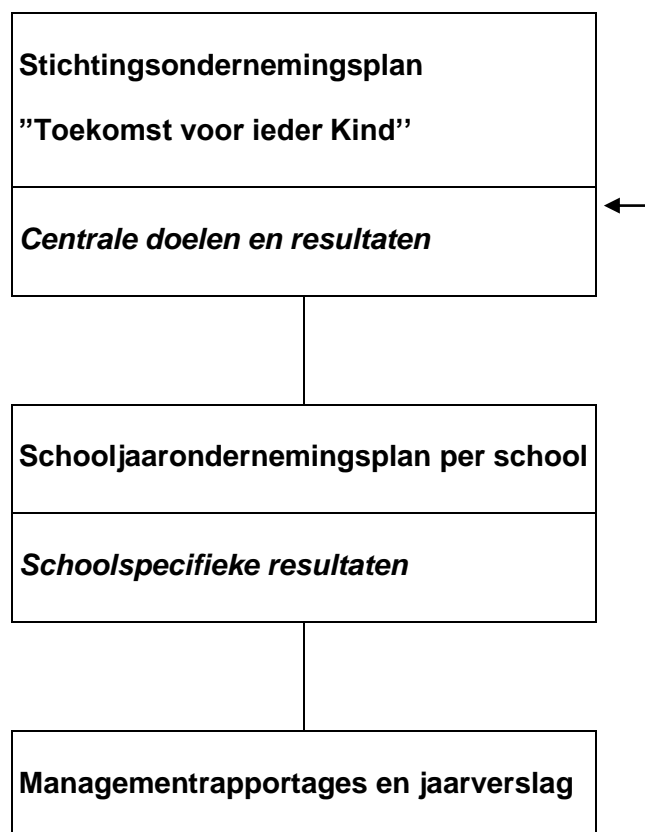 Stichtingsondernemingsplan
”Toekomst voor ieder Kind’’
Centrale doelen en resultaten
Schooljaarondernemingsplan per school
Schoolspecifieke resultaten
Managementrapportages en jaarverslag